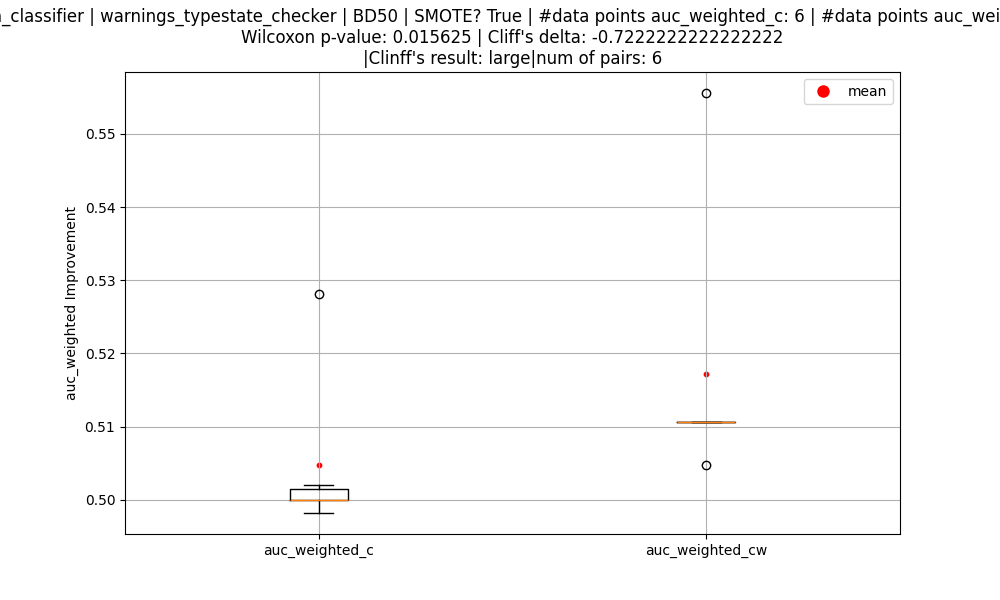 _classifier | warnings_typestate_checker | BD50 | SMOTE? True | #data points auc_weighted_c: 6 | #data points
Wilcoxon p-value: 0.015625 | Cliff's delta: -0.7222222222222222
|Clinff's result: large|num of pairs: 6
mean
0.55
0.54
0.53
0.52
0.51
0.50
auc_weighted Improvement
auc_weighted_c
auc_weighted_cw